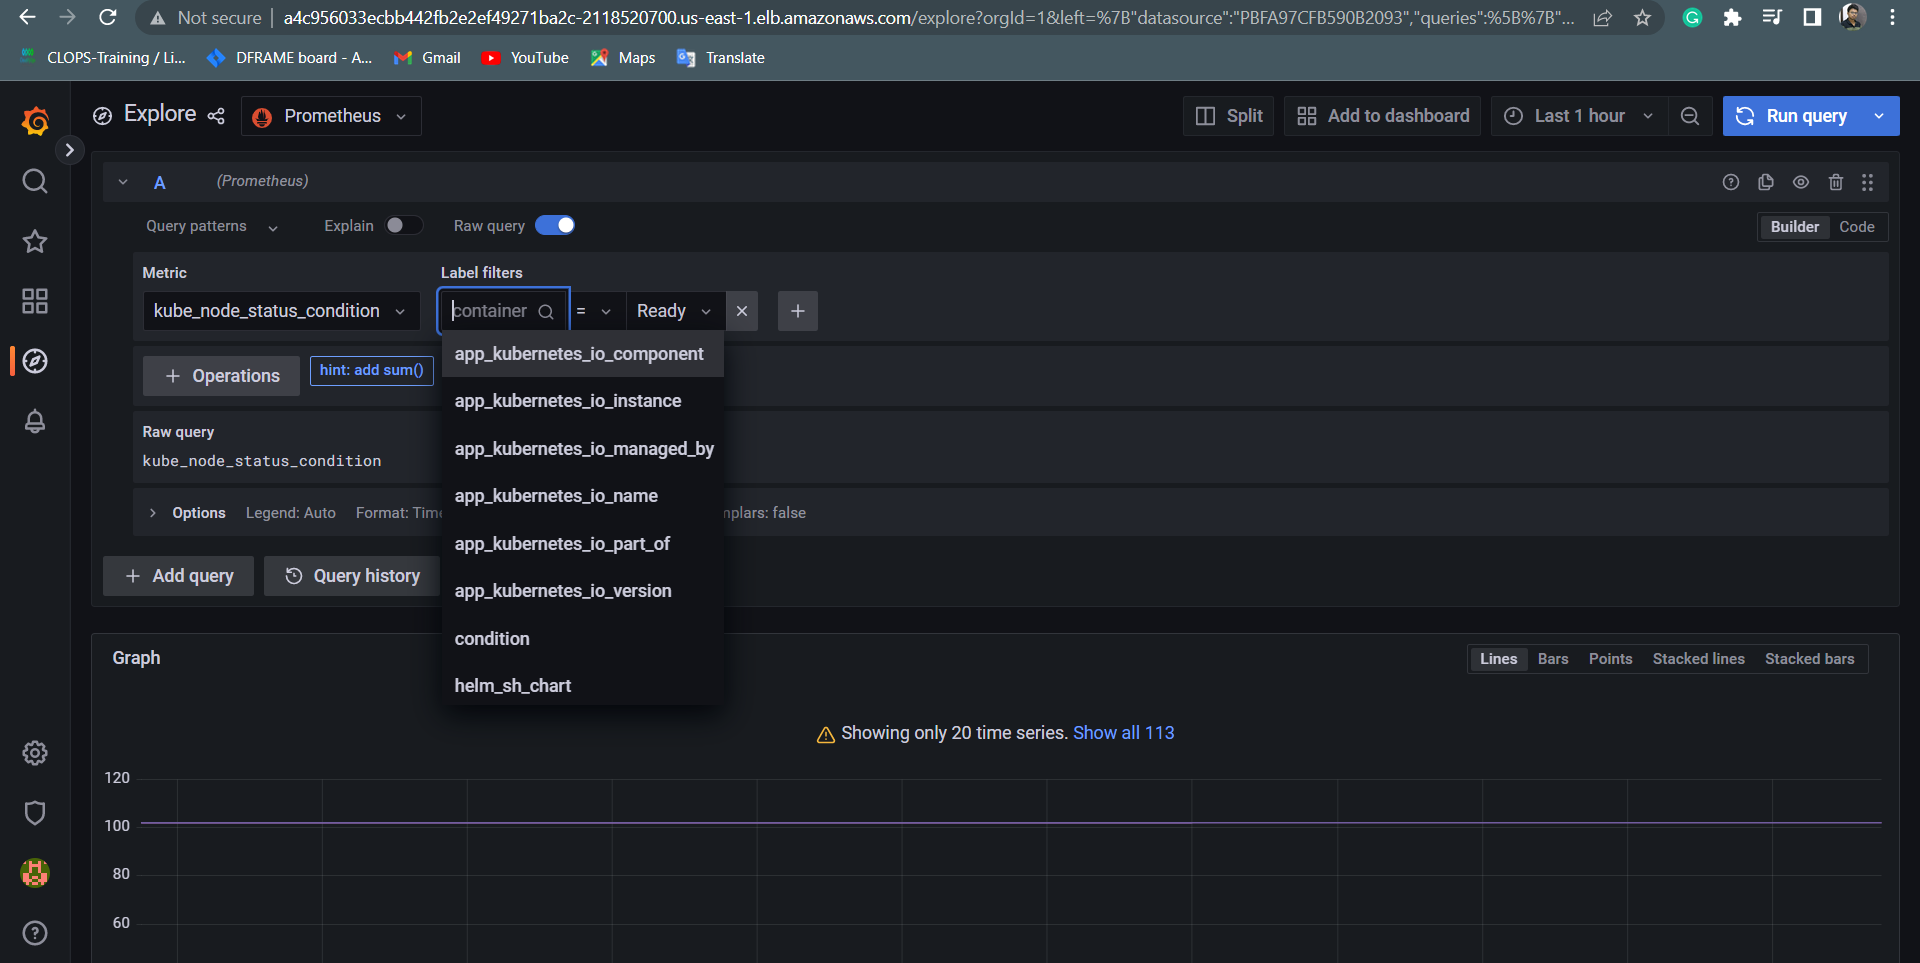 Not secure
a4c956033ecbb442fb2e2ef49271ba2c-2118520700.us-east-1.elb.amazonaws.com/explore?orgId=1&left=%7B"datasource":"PBFA97CFB590B2093","queries":%5B%7B"...
CLOPS-Training / Li...
DFRAME board - A...
Gmail
YouTube
Maps
Translate
Explore
Prometheus
Split
Add to dashboard
Last 1 hour
Run query
A
(Prometheus)
Query patterns
Explain
Raw query
Builder
Code
Metric
Label filters
kube_node_status_condition
container
=
Ready
app_kubernetes_io_component
app_kubernetes_io_instance
app_kubernetes_io_managed_by
app_kubernetes_io_name
app_kubernetes_io_part_of
app_kubernetes_io_version
condition
helm_sh_chart
+ Operations
hint: add sum()
Raw query
kube_node_status_condition
Options
Legend: Auto
Format: Time
mplars: false
+ Add query
Query history
Graph
Lines
Bars
Points
Stacked lines
Stacked bars
Showing only 20 time series. Show all 113
120
100
80
60